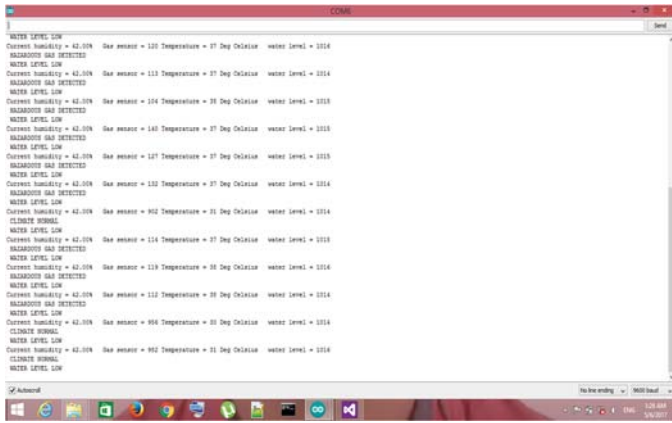 COM6
Send
WATER LEVEL LOW
Current humidity = 42.00% Gas sensor = 120 Temperature = 37 Deg Celsius water level = 1016
HAZARDOUS GAS DETECTED
WATER LEVEL LOW
Current humidity = 42.00% Gas sensor = 113 Temperature = 37 Deg Celsius water level = 1014
HAZARDOUS GAS DETECTED
WATER LEVEL LOW
Current humidity = 42.00% Gas sensor = 104 Temperature = Deg Celsius water level = 1015
HAZARDOUS GAS DETECTED
WATER LEVEL LOW
Current humidity = 42.00% Gas sensor = 140 Temperature = 37 Deg Celsius water level = 1015
HAZARDOUS GAS DETECTED
WATER LEVEL LOW
Current humidity = 42.00% Gas sensor = 127 Temperature = 37 Deg Celsius water level = 1015
HAZARDOUS GAS DETECTED
WATER LEVEL LOW
Current humidity = 42.00% Gas sensor = 132 Temperature = 37 Deg Celsius water level = 1014
HAZARDOUS GAS DETECTED
WATER LEVEL LOW
Current humidity = 42.00% Gas sensor = 902 Temperature = 31 Deg Celsius water level = 1014
CLIMATE NORMAL
WATER LEVEL LOW
Current humidity = 42.00% Gas sensor = 114 Temperature = 37 Deg Celsius water level = 1015
HAZARDOUS GAS DETECTED
WATER LEVEL LOW
Current humidity = 42.00% Gas sensor = 119 Temperature = Deg Celsius water level = 1016
HAZARDOUS GAS DETECTED
WATER LEVEL LOW
Current humidity = 42.00% Gas sensor = 112 Temperature = Deg Celsius water level = 1014
HAZARDOUS GAS DETECTED
WATER LEVEL LOW
Current humidity = 42.00% Gas sensor = Temperature = Deg Celsius water level = 1014
CLIMATE NORMAL
WATER LEVEL LOW
Current humidity = 42.00% Gas sensor = Temperature = 31 Deg Celsius water level = 1016
CLIMATE NORMAL
WATER LEVEL LOW
Autoscroll
No line ending
9600 baud
ENG
5/6/2017